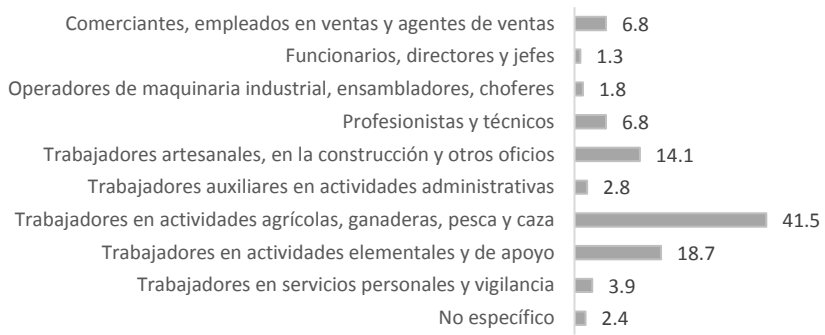 Comerciantes, empleados en ventas y agentes de ventas 6.8
Funcionarios, directores y jefes 1.3
Operadores de maquinaria industrial, ensambladores, choferes 1.8
Profesionistas y técnicos 6.8
Trabajadores artesanales, en la construcción y otros oficios 14.1
Trabajadores auxiliares en actividades administrativas 2.8
Trabajadores en actividades agrícolas, ganaderas, pesca y caza 41.5
Trabajadores en actividades elementales y de apoyo 18.7
Trabajadores en servicios personales y vigilancia 3.9
No específico 2.4